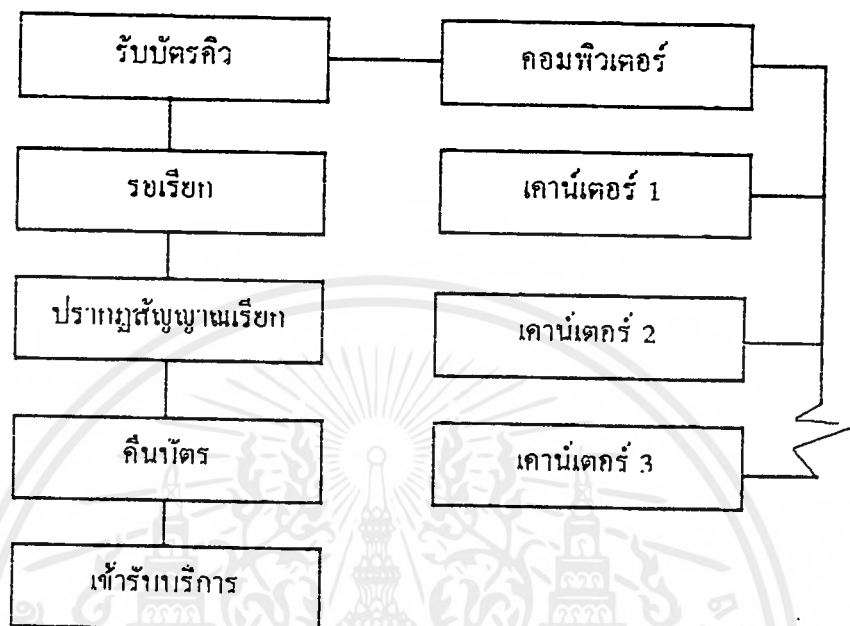 รับบัตรคิว
คอมพิวเตอร์
รอเรียก
เคาน์เตอร์ 1
ปรากฏสัญญาณเรียก
เคาน์เตอร์ 2
คืนบัตร
เคาน์เตอร์ 3
เข้ารับบริการ